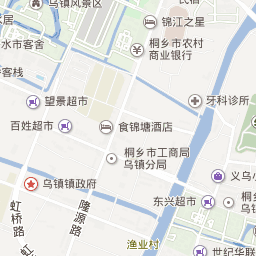 乌镇风景区
民宿
居
锦江之星
水市客舍
桐乡市农村
商业银行
客栈
望景超市
牙科诊所
百姓超市
食锦塘酒店
桐乡市工商局
乌镇分局
义乌小
乌镇镇政府
东兴超市
虹桥路
隆源路
虹
渔业村
世纪华联